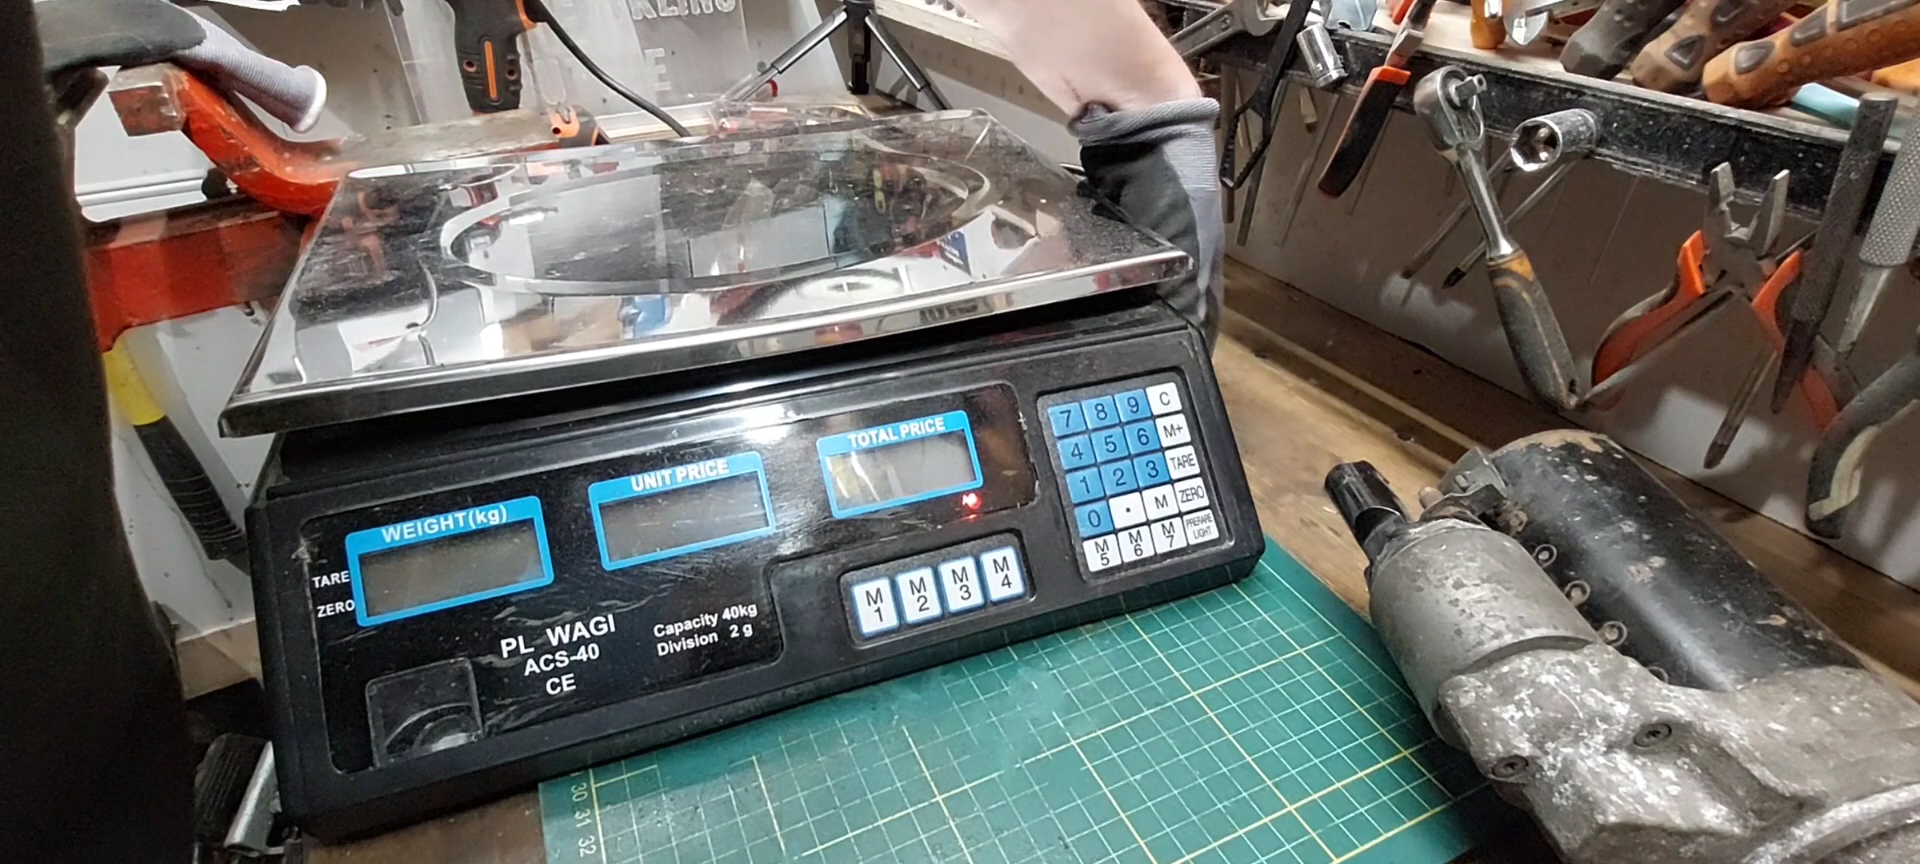 WEIGHT(kg)
UNIT PRICE
TOTAL PRICE
TARE
ZERO
PL WAGI
ACS-40
CE
Capacity 40kg
Division 2 g
M1 M2 M3 M4
7 8 9 C
4 5 6 M+
1 2 3 TARE
0 . M ZERO
M5 M6 M7 PREPARE LIGHT
30 31 32